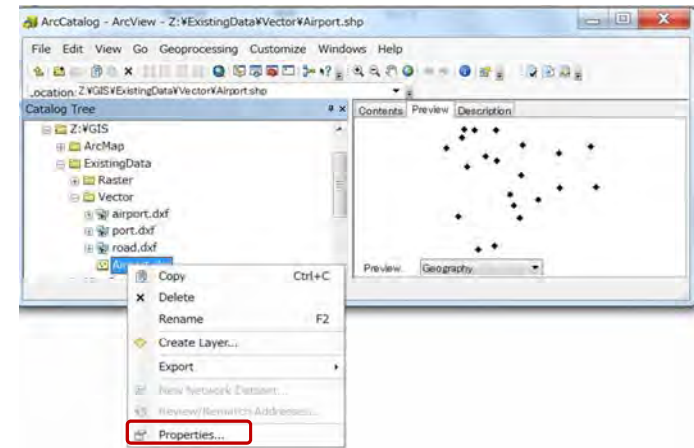 ArcCatalog - ArcView - Z:¥ExistingData¥Vector¥Airport.shp
File Edit View Go Geoprocessing Customize Windows Help
Location: Z:¥GIS¥ExistingData¥Vector¥Airport.shp
Catalog Tree
Contents Preview Description
Z:¥GIS
ArcMap
ExistingData
Raster
Vector
airport.dxf
port.dxf
road.dxf
Preview: Geography
Copy Ctrl+C
Delete
Rename F2
Create Layer...
Export
New Network Dataset...
Review/Rematch Addresses...
Properties...